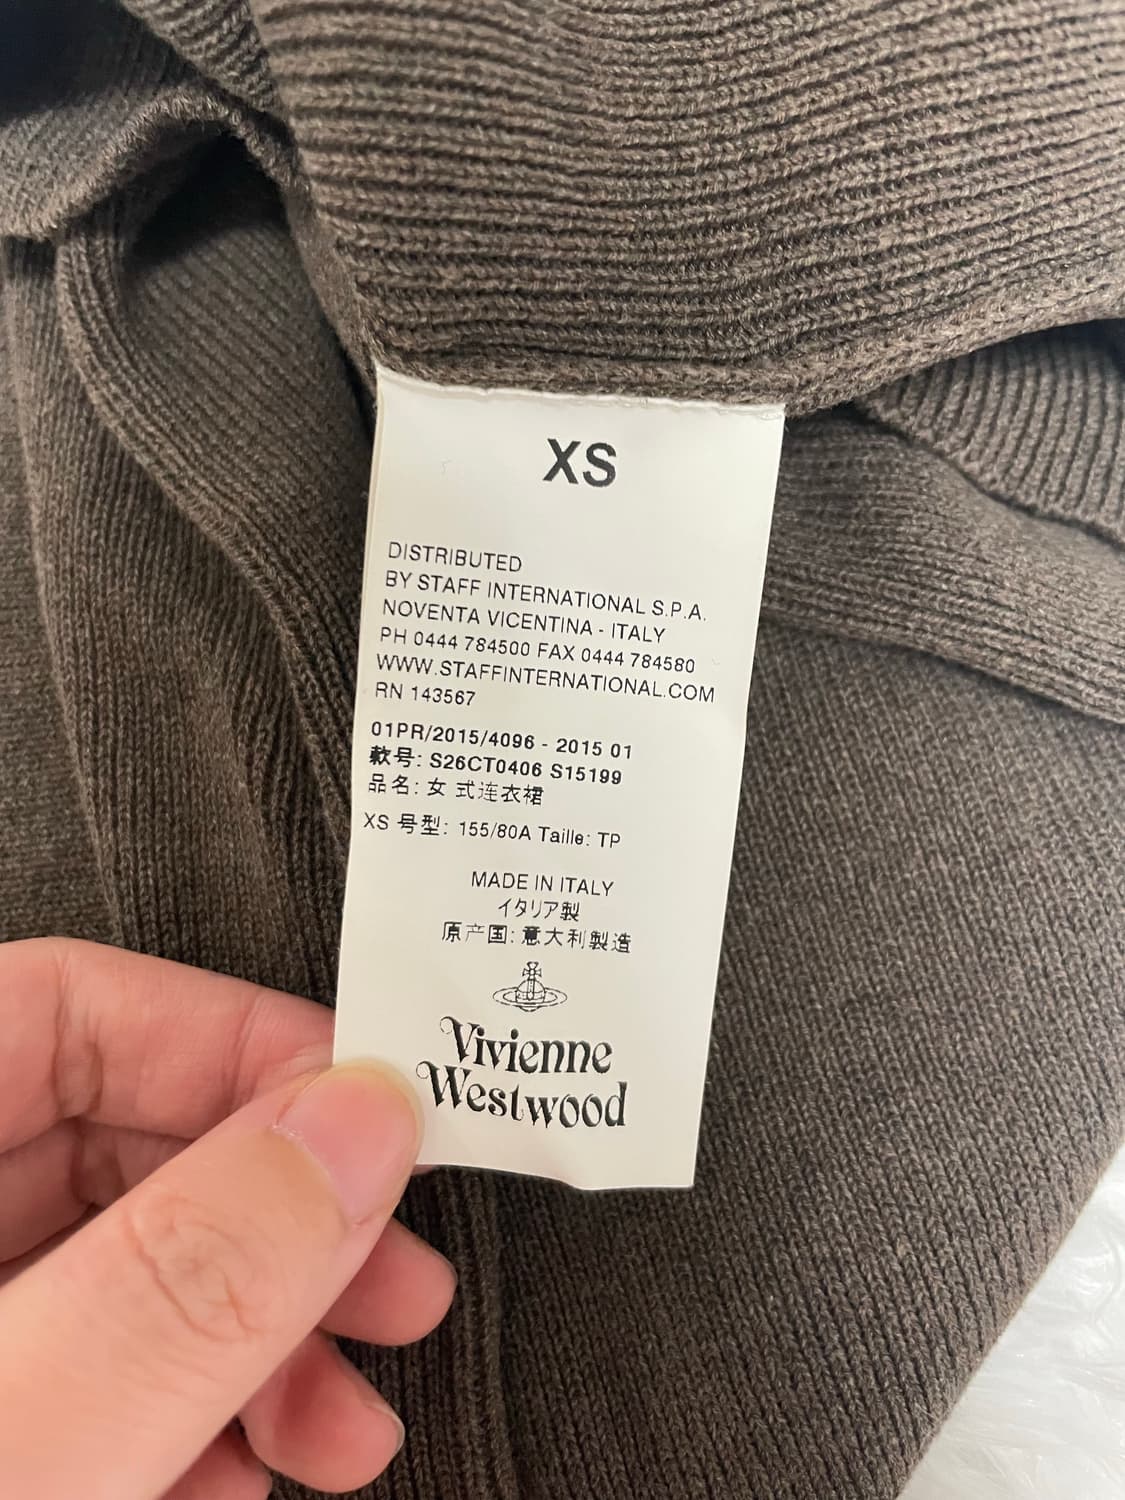 XS
DISTRIBUTED
BY STAFF INTERNATIONAL S.P.A.
NOVENTA VICENTINA - ITALY
PH 0444 784500 FAX 0444 784580
WWW.STAFFINTERNATIONAL.COM
RN 143567
01PR/2015/4096 - 2015 01
款号: S26CT0406 S15199
品名: 女 式连衣裙
XS 号型: 155/80A Taille: TP
MADE IN ITALY
イタリア製
原产国: 意大利製造
Vivienne
Westwood